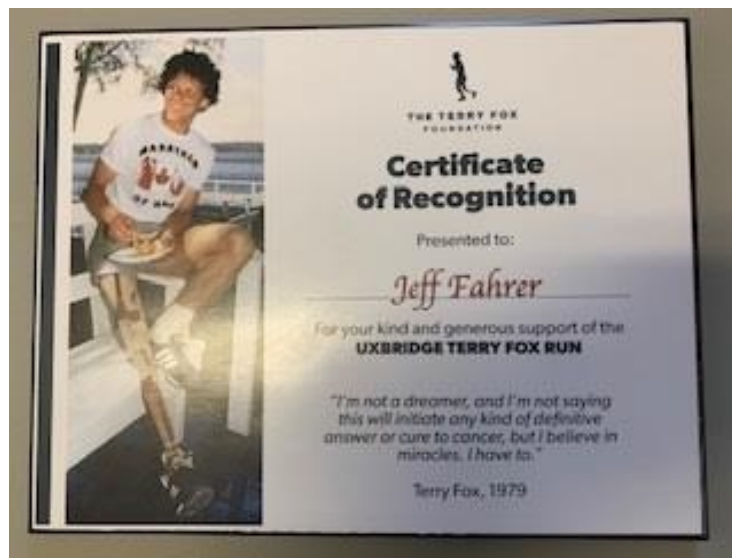 MARATHON
OF
THE TERRY FOX
FOUNDATION
Certificate
of Recognition
Presented to:
Jeff Fahrer
For your kind and generous support of the
UXBRIDGE TERRY FOX RUN
"I'm not a dreamer, and I'm not saying
this will initiate any kind of definitive
answer or cure to cancer, but I believe in
miracles. I have to."
Terry Fox, 1979